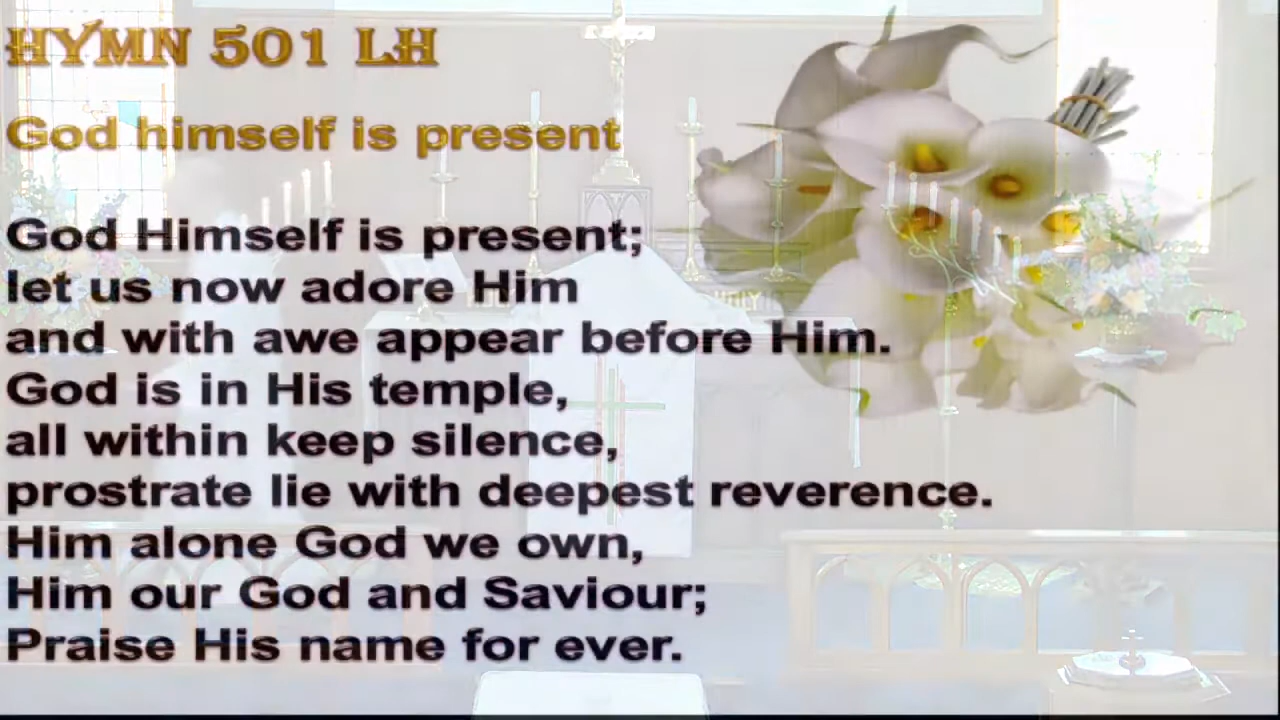 HYMN 501 LH
God himself is present
God Himself is present;
let us now adore Him
and with awe appear before Him.
God is in His temple,
all within keep silence,
prostrate lie with deepest reverence.
Him alone God we own,
Him our God and Saviour;
Praise His name for ever.